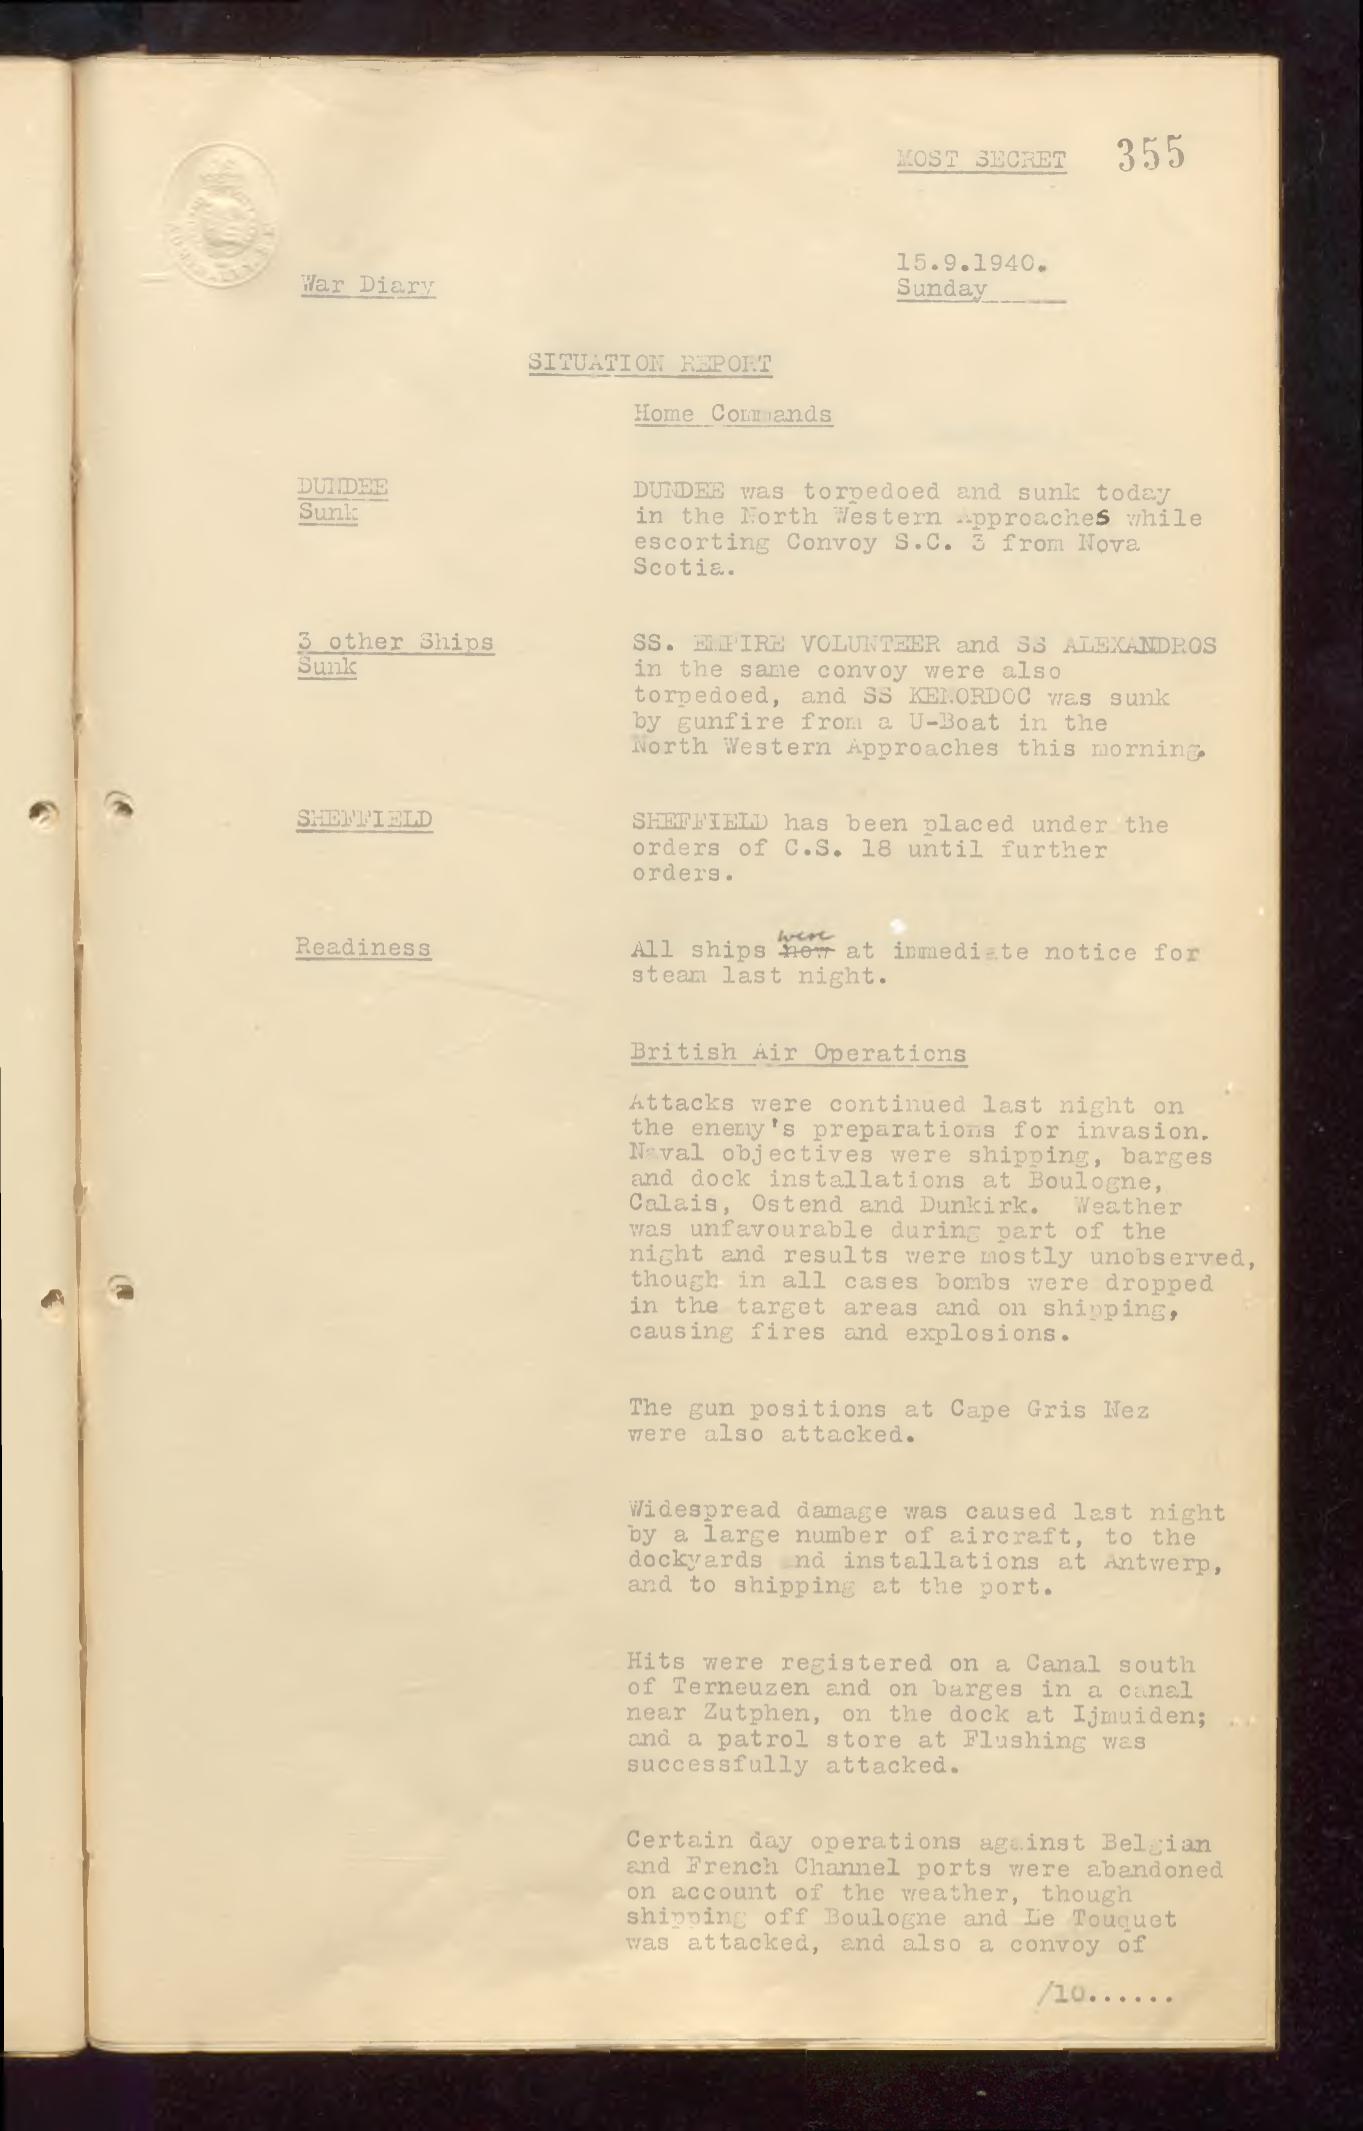 MOST SECRET 355
15.9.1940.
War Diary
Sunday
SITUATION REPORT
Home Commands
DUNDEE
Sunk
DUNDEE was torpedoed and sunk today
in the North Western Approaches while
escorting Convoy S.C. 3 from Nova
Scotia.
3 other Ships
Sunk
SS. EMPIRE VOLUNTEER and SS ALEXANDROS
in the same convoy were also
torpedoed, and SS KENORDOC was sunk
by gunfire from a U-Boat in the
North Western Approaches this morning.
SHEFFIELD
SHEFFIELD has been placed under the
orders of C.S. 18 until further
orders.
Readiness
were
All ships now at immediate notice for
steam last night.
British Air Operations
Attacks were continued last night on
the enemy's preparations for invasion.
Naval objectives were shipping, barges
and dock installations at Boulogne,
Calais, Ostend and Dunkirk. Weather
was unfavourable during part of the
night and results were mostly unobserved,
though in all cases bombs were dropped
in the target areas and on shipping,
causing fires and explosions.
The gun positions at Cape Gris Nez
were also attacked.
Widespread damage was caused last night
by a large number of aircraft, to the
dockyards and installations at Antwerp,
and to shipping at the port.
Hits were registered on a Canal south
of Terneuzen and on barges in a canal
near Zutphen, on the dock at Ijmuiden;
and a patrol store at Flushing was
successfully attacked.
Certain day operations against Belgian
and French Channel ports were abandoned
on account of the weather, though
shipping off Boulogne and Le Touquet
was attacked, and also a convoy of
/10......